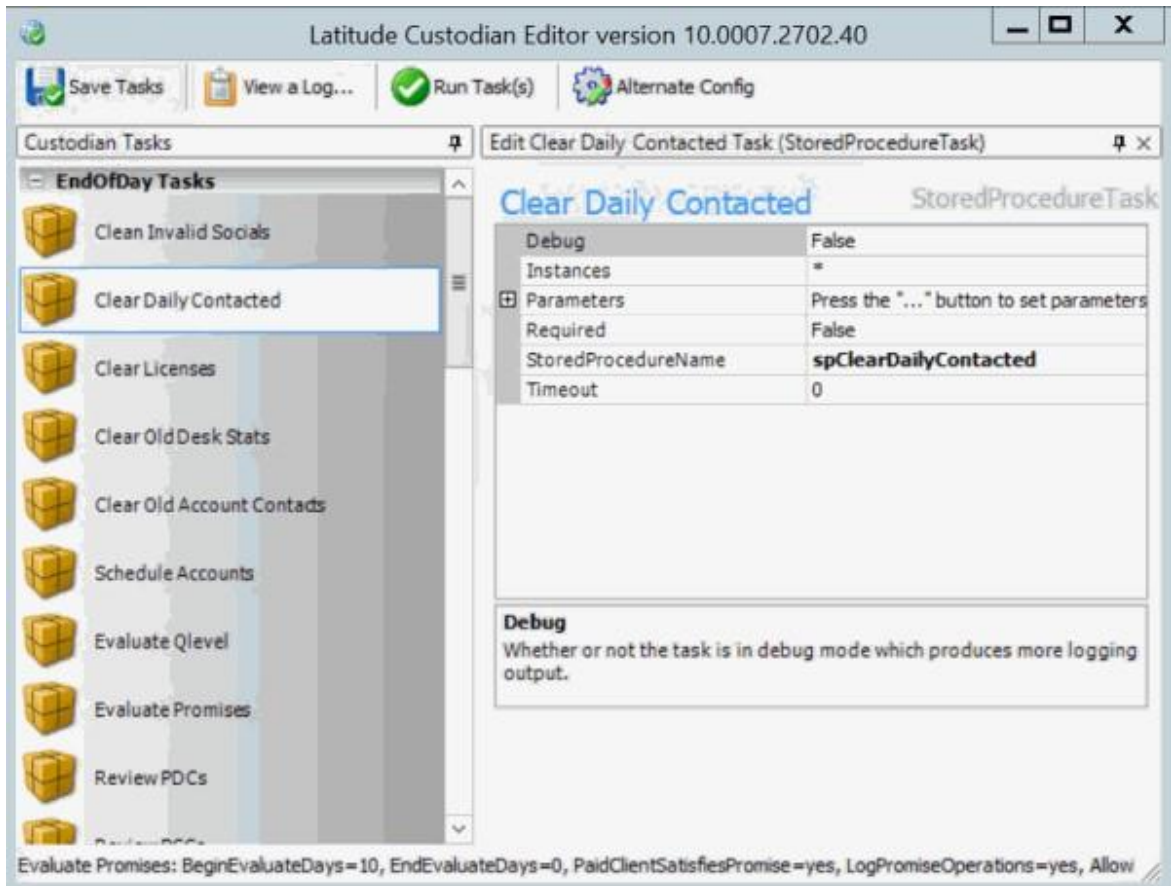 Latitude Custodian Editor version 10.0007.2702.40
Save Tasks View a Log... Run Task(s) Alternate Config
Custodian Tasks
EndOfDay Tasks
Clean Invalid Socials
Clear Daily Contacted
Clear Licenses
Clear Old Desk Stats
Clear Old Account Contacts
Schedule Accounts
Evaluate Qlevel
Evaluate Promises
Review PDCs
Edit Clear Daily Contacted Task (StoredProcedureTask)
Clear Daily Contacted StoredProcedureTask
Debug False
Instances *
Parameters Press the "..." button to set parameters
Required False
StoredProcedureName spClearDailyContacted
Timeout 0
Debug
Whether or not the task is in debug mode which produces more logging
output.
Evaluate Promises: BeginEvaluateDays=10, EndEvaluateDays=0, PaidClientSatisfiesPromise=yes, LogPromiseOperations=yes, Allow